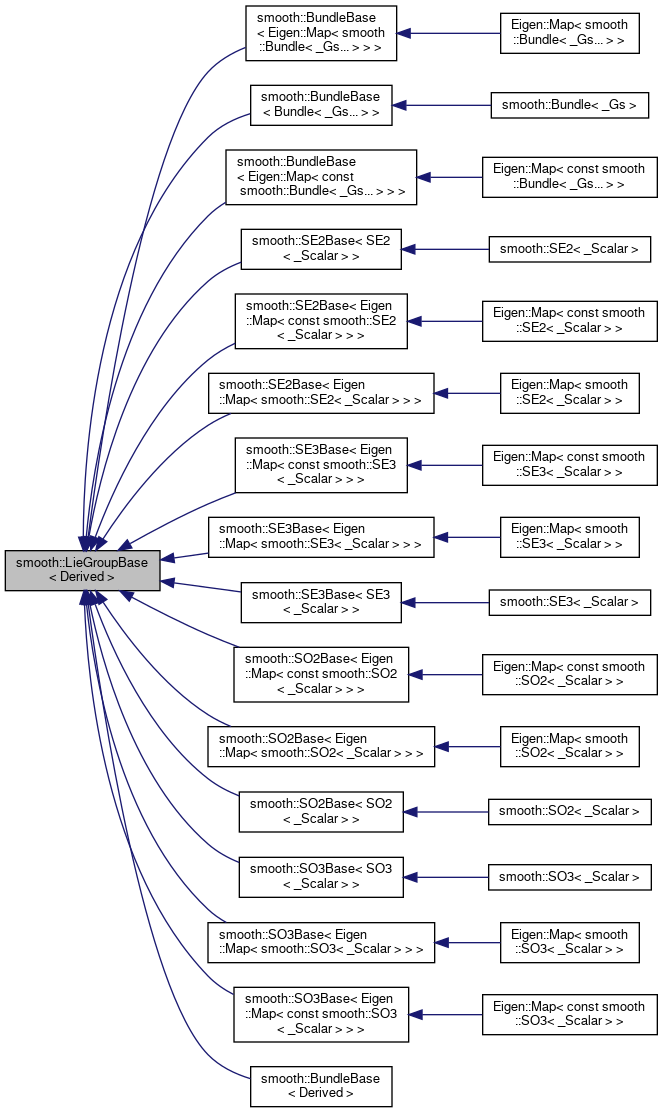 smooth::BundleBase
< Eigen::Map< smooth
::Bundle< _Gs... > > >
Eigen::Map< smooth
::Bundle< _Gs... > >
smooth::BundleBase
< Bundle< _Gs... > >
smooth::Bundle< _Gs >
smooth::BundleBase
< Eigen::Map< const
smooth::Bundle< _Gs... > > >
Eigen::Map< const smooth
::Bundle< _Gs... > >
smooth::SE2Base< SE2
< _Scalar > >
smooth::SE2< _Scalar >
smooth::SE2Base< Eigen
::Map< const smooth::SE2
< _Scalar > > >
Eigen::Map< const smooth
::SE2< _Scalar > >
smooth::SE2Base< Eigen
::Map< smooth::SE2< _Scalar > > >
Eigen::Map< smooth
::SE2< _Scalar > >
smooth::SE3Base< Eigen
::Map< const smooth::SE3
< _Scalar > > >
Eigen::Map< const smooth
::SE3< _Scalar > >
smooth::SE3Base< Eigen
::Map< smooth::SE3< _Scalar > > >
Eigen::Map< smooth
::SE3< _Scalar > >
smooth::LieGroupBase
< Derived >
smooth::SE3Base< SE3
< _Scalar > >
smooth::SE3< _Scalar >
smooth::SO2Base< Eigen
::Map< const smooth::SO2
< _Scalar > > >
Eigen::Map< const smooth
::SO2< _Scalar > >
smooth::SO2Base< Eigen
::Map< smooth::SO2< _Scalar > > >
Eigen::Map< smooth
::SO2< _Scalar > >
smooth::SO2Base< SO2
< _Scalar > >
smooth::SO2< _Scalar >
smooth::SO3Base< SO3
< _Scalar > >
smooth::SO3< _Scalar >
smooth::SO3Base< Eigen
::Map< smooth::SO3< _Scalar > > >
Eigen::Map< smooth
::SO3< _Scalar > >
smooth::SO3Base< Eigen
::Map< const smooth::SO3
< _Scalar > > >
Eigen::Map< const smooth
::SO3< _Scalar > >
smooth::BundleBase
< Derived >